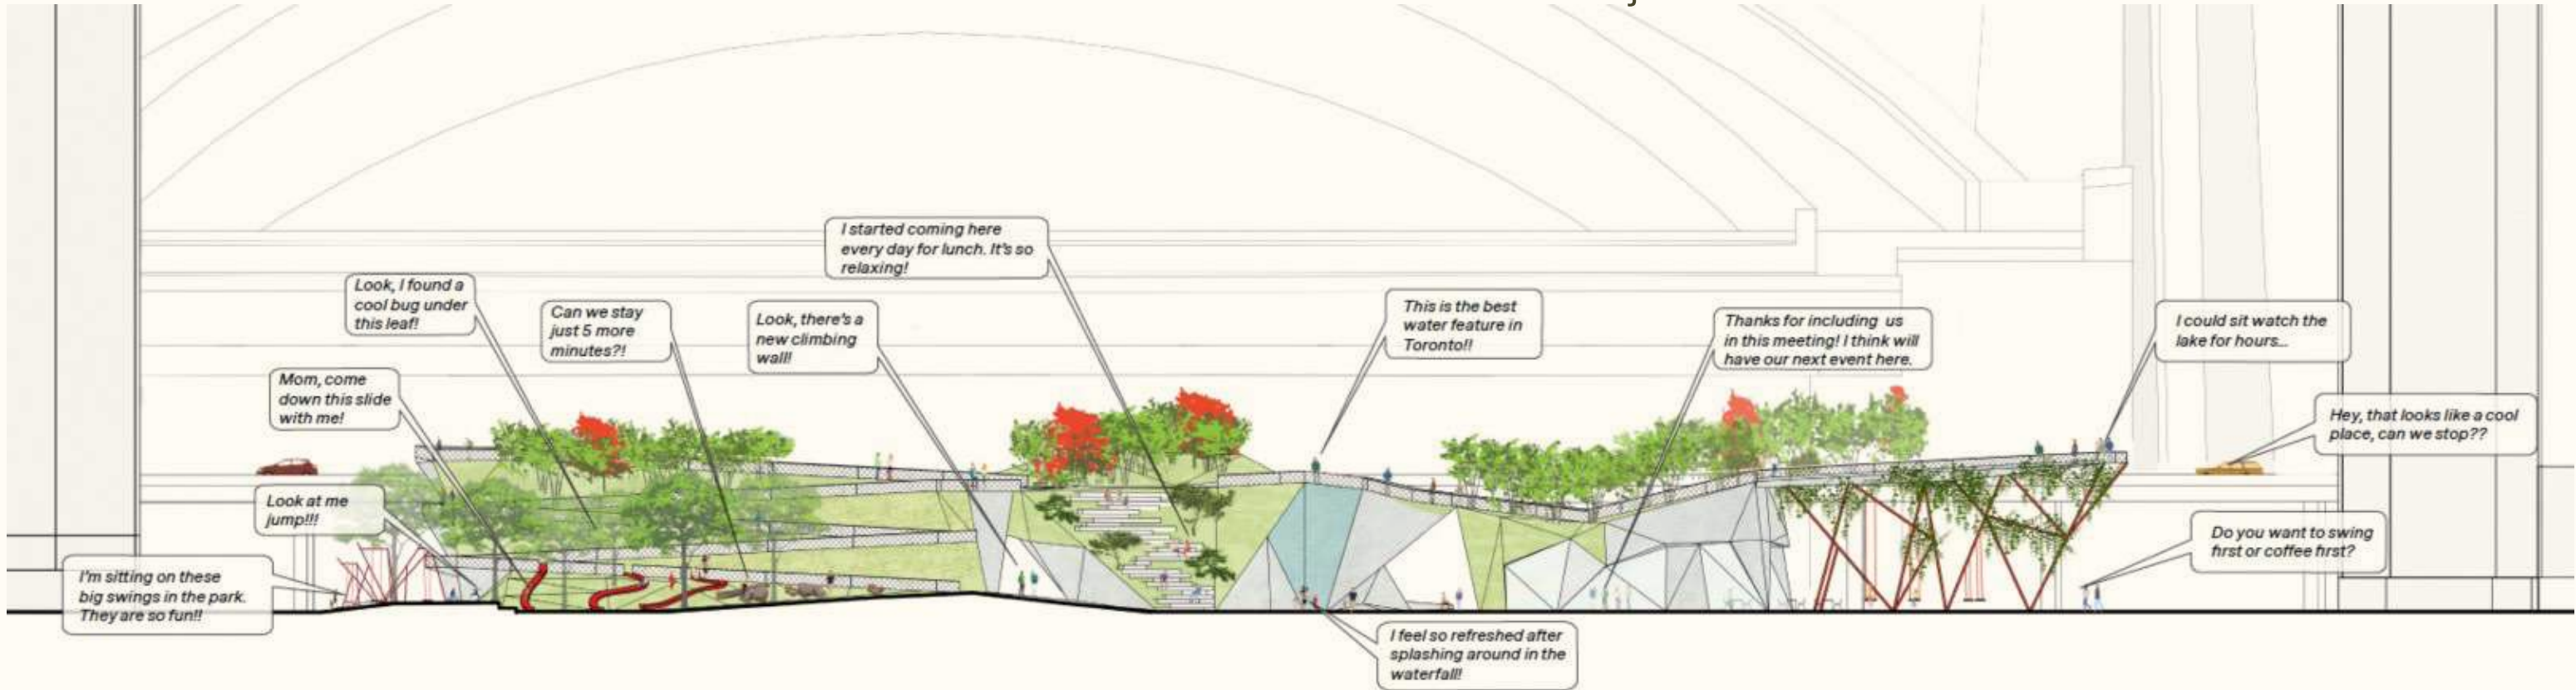 I started coming here
every day for lunch. It's so
relaxing!
Look, I found a
cool bug under
this leaf!
Can we stay
just 5 more
minutes?!
Look, there's a
new climbing
wall!
This is the best
water feature in
Toronto!!
Thanks for including us
in this meeting! I think will
have our next event here.
I could sit watch the
lake for hours...
Mom, come
down this slide
with me!
Hey, that looks like a cool
place, can we stop??
Look at me
jump!!!
Do you want to swing
first or coffee first?
I'm sitting on these
big swings in the park.
They are so fun!!
I feel so refreshed after
splashing around in the
waterfall!